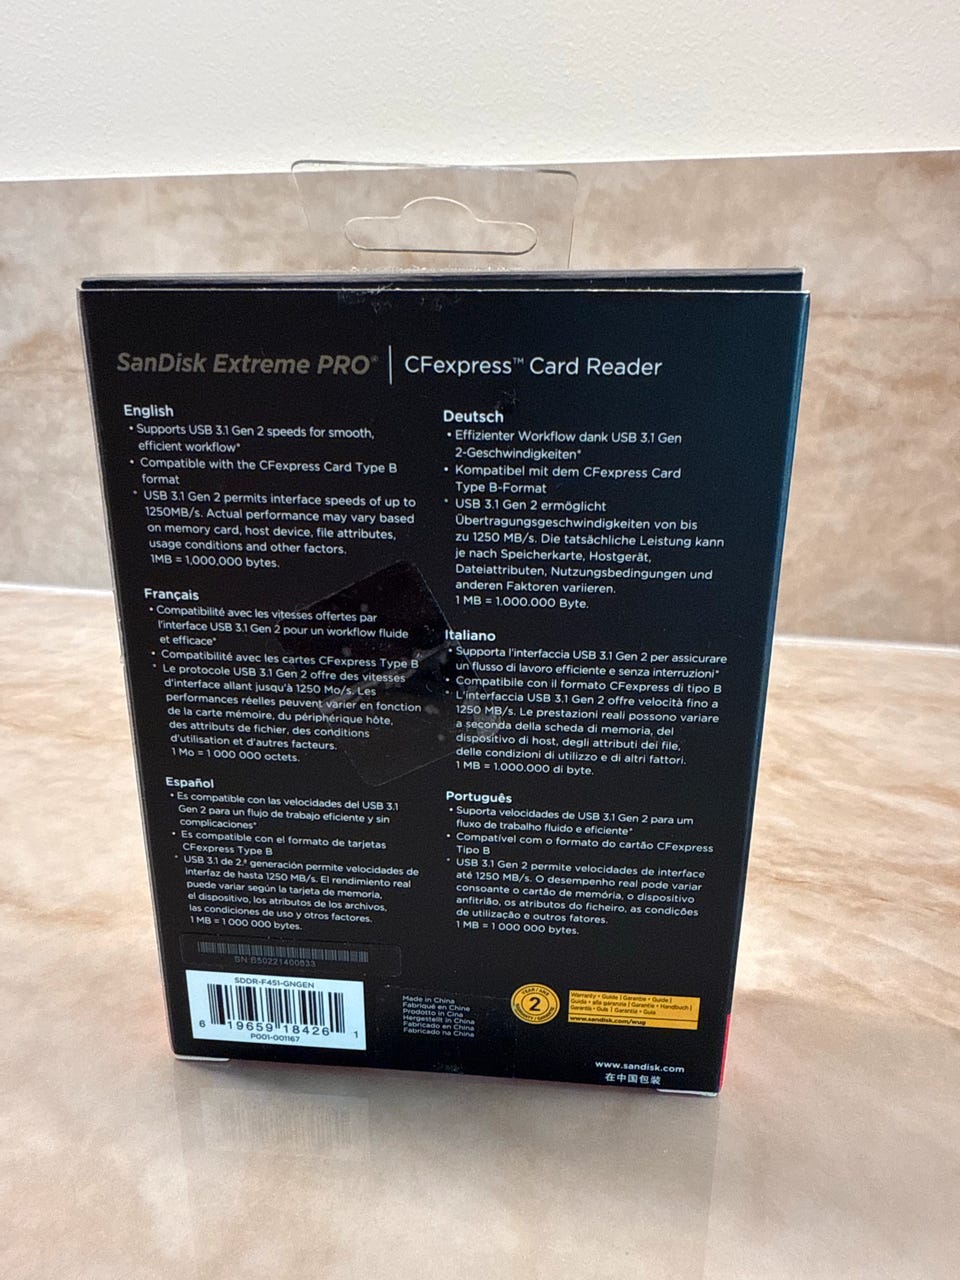 SanDisk Extreme PRO® | CFexpress™ Card Reader
English
• Supports USB 3.1 Gen 2 speeds for smooth,
efficient workflow*
• Compatible with the CFexpress Card Type B
format
* USB 3.1 Gen 2 permits interface speeds of up to
1250MB/s. Actual performance may vary based
on memory card, host device, file attributes,
usage conditions and other factors.
1MB = 1,000,000 bytes.
Français
• Compatibilité avec les vitesses offertes par
l'interface USB 3.1 Gen 2 pour un workflow fluide
et efficace*
• Compatibilité avec les cartes CFexpress Type B
* Le protocole USB 3.1 Gen 2 offre des vitesses
d'interface allant jusqu'à 1250 Mo/s. Les
performances réelles peuvent varier en fonction
de la carte mémoire, du périphérique hôte,
des attributs de fichier, des conditions
d'utilisation et d'autres facteurs.
1 Mo = 1 000 000 octets.
Español
• Es compatible con las velocidades del USB 3.1
Gen 2 para un flujo de trabajo eficiente y sin
complicaciones*
• Es compatible con el formato de tarjetas
CFexpress Type B
* USB 3.1 de 2.ª generación permite velocidades de
interfaz de hasta 1250 MB/s. El rendimiento real
puede variar según la tarjeta de memoria,
el dispositivo, los atributos de los archivos,
las condiciones de uso y otros factores.
1 MB = 1 000 000 bytes.
Deutsch
• Effizienter Workflow dank USB 3.1 Gen
2-Geschwindigkeiten*
• Kompatibel mit dem CFexpress Card
Type B-Format
* USB 3.1 Gen 2 ermöglicht
Übertragungsgeschwindigkeiten von bis
zu 1250 MB/s. Die tatsächliche Leistung kann
je nach Speicherkarte, Hostgerät,
Dateiattributen, Nutzungsbedingungen und
anderen Faktoren variieren.
1 MB = 1.000.000 Byte.
Italiano
• Supporta l'interfaccia USB 3.1 Gen 2 per assicurare
un flusso di lavoro efficiente e senza interruzioni*
• Compatibile con il formato CFexpress di tipo B
* L'interfaccia USB 3.1 Gen 2 offre velocità fino a
1250 MB/s. Le prestazioni reali possono variare
a seconda della scheda di memoria, del
dispositivo di host, degli attributi dei file,
delle condizioni di utilizzo e di altri fattori.
1 MB = 1.000.000 di byte.
Português
• Suporta velocidades de USB 3.1 Gen 2 para um
fluxo de trabalho fluido e eficiente*
• Compatível com o formato do cartão CFexpress
Tipo B
* USB 3.1 Gen 2 permite velocidades de interface
até 1250 MB/s. O desempenho real pode variar
consoante o cartão de memória, o dispositivo
anfitrião, os atributos do ficheiro, as condições
de utilização e outros fatores.
1 MB = 1 000 000 bytes.
SN:B50221400833
SDDR-F451-GNGEN
6 19659 18426 1
P001-001167
Made in China
Fabriqué en Chine
Prodotto in Cina
Hergestellt in China
Fabricado en China
Fabricado na China
2
Warranty • Guide | Garantie • Guide |
Guida • alla garanzia | Garantie • Handbuch |
Garantía • Guía | Garantia • Guia
www.sandisk.com/wug
www.sandisk.com
在中国包装